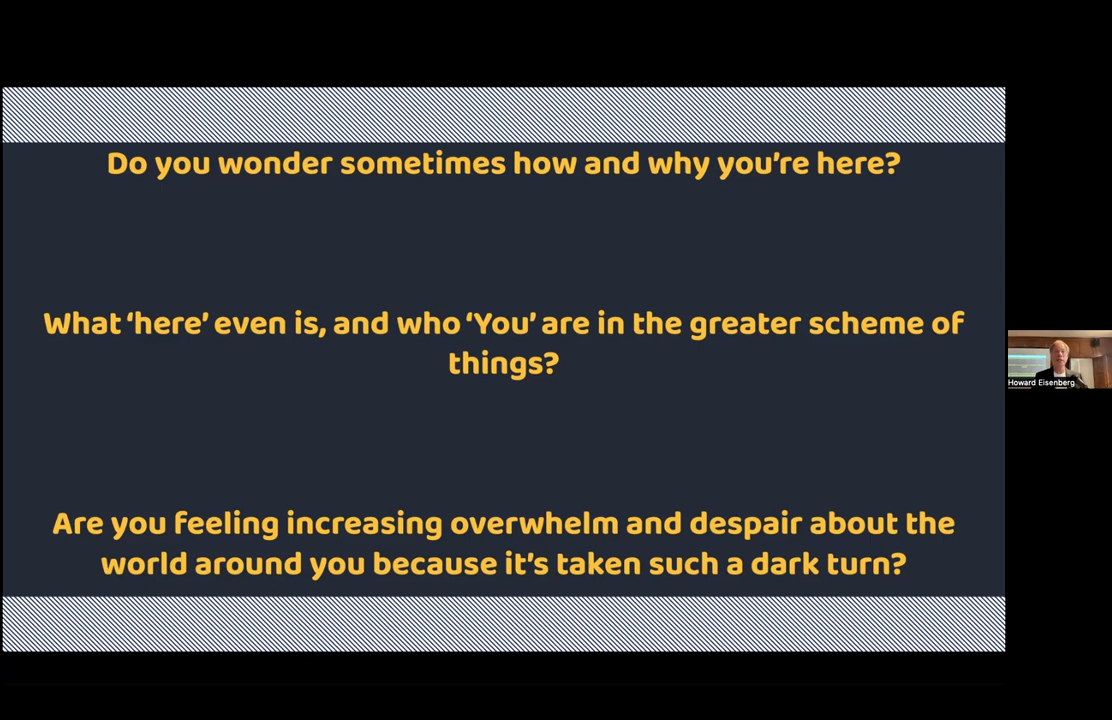 Do you wonder sometimes how and why you’re here?
What ‘here’ even is, and who ‘You’ are in the greater scheme of
things?
Are you feeling increasing overwhelm and despair about the
world around you because it’s taken such a dark turn?
Howard Eisenberg